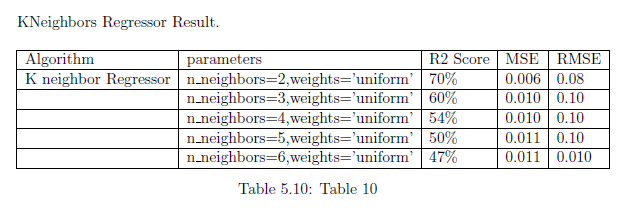 KNeighbors Regressor Result.
Algorithm parameters R2 Score MSE RMSE
K neighbor Regressor n_neighbors=2,weights='uniform' 70% 0.006 0.08
n_neighbors=3,weights='uniform' 60% 0.010 0.10
n_neighbors=4,weights='uniform' 54% 0.010 0.10
n_neighbors=5,weights='uniform' 50% 0.011 0.10
n_neighbors=6,weights='uniform' 47% 0.011 0.010
Table 5.10: Table 10